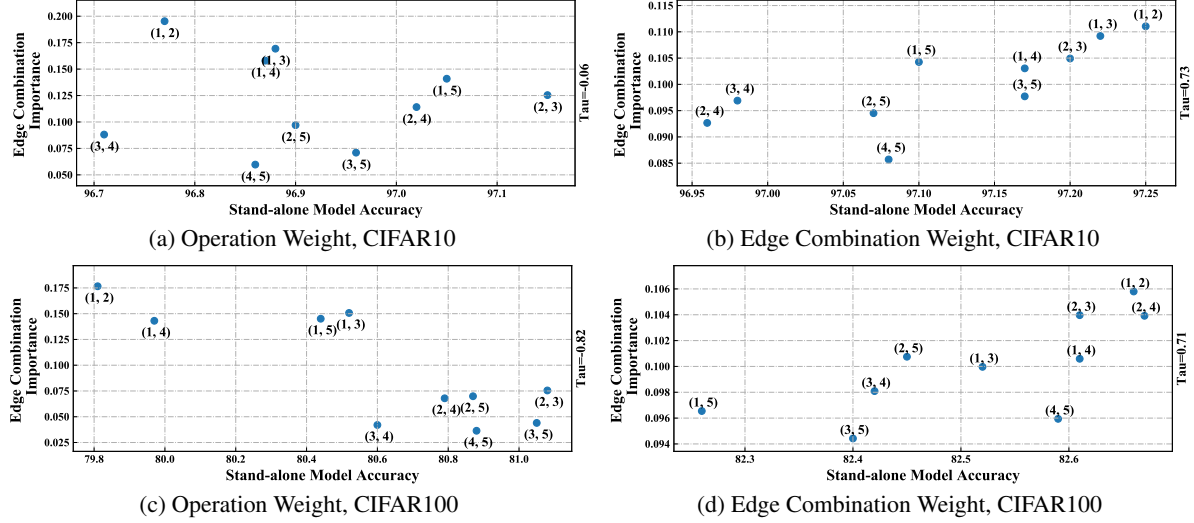 Edge Combination
Importance
0.200
0.175
0.150
0.125
0.100
0.075
0.050
(1, 2)
(1, 3)
(1, 4)
(1, 5)
(2, 3)
(2, 4)
(2, 5)
(3, 4)
(3, 5)
(4, 5)
96.7 96.8 96.9 97.0 97.1
Stand-alone Model Accuracy
Tau=-0.06
(a) Operation Weight, CIFAR10
Edge Combination
Importance
0.115
0.110
0.105
0.100
0.095
0.090
0.085
(1, 2)
(1, 3)
(2, 3)
(1, 5)
(1, 4)
(3, 5)
(3, 4)
(2, 4)
(2, 5)
(4, 5)
96.95 97.00 97.05 97.10 97.15 97.20 97.25
Stand-alone Model Accuracy
Tau=0.73
(b) Edge Combination Weight, CIFAR10
Edge Combination
Importance
0.175
0.150
0.125
0.100
0.075
0.050
0.025
(1, 2)
(1, 4)
(1, 5)
(1, 3)
(2, 4)
(2, 5)
(2, 3)
(3, 4)
(4, 5)
(3, 5)
79.8 80.0 80.2 80.4 80.6 80.8 81.0
Stand-alone Model Accuracy
Tau=-0.82
(c) Operation Weight, CIFAR100
Edge Combination
Importance
0.106
0.104
0.102
0.100
0.098
0.096
0.094
(1, 2)
(2, 3)
(2, 4)
(2, 5)
(1, 3)
(1, 4)
(3, 4)
(1, 5)
(4, 5)
(3, 5)
82.3 82.4 82.5 82.6
Stand-alone Model Accuracy
Tau=0.71
(d) Edge Combination Weight, CIFAR100